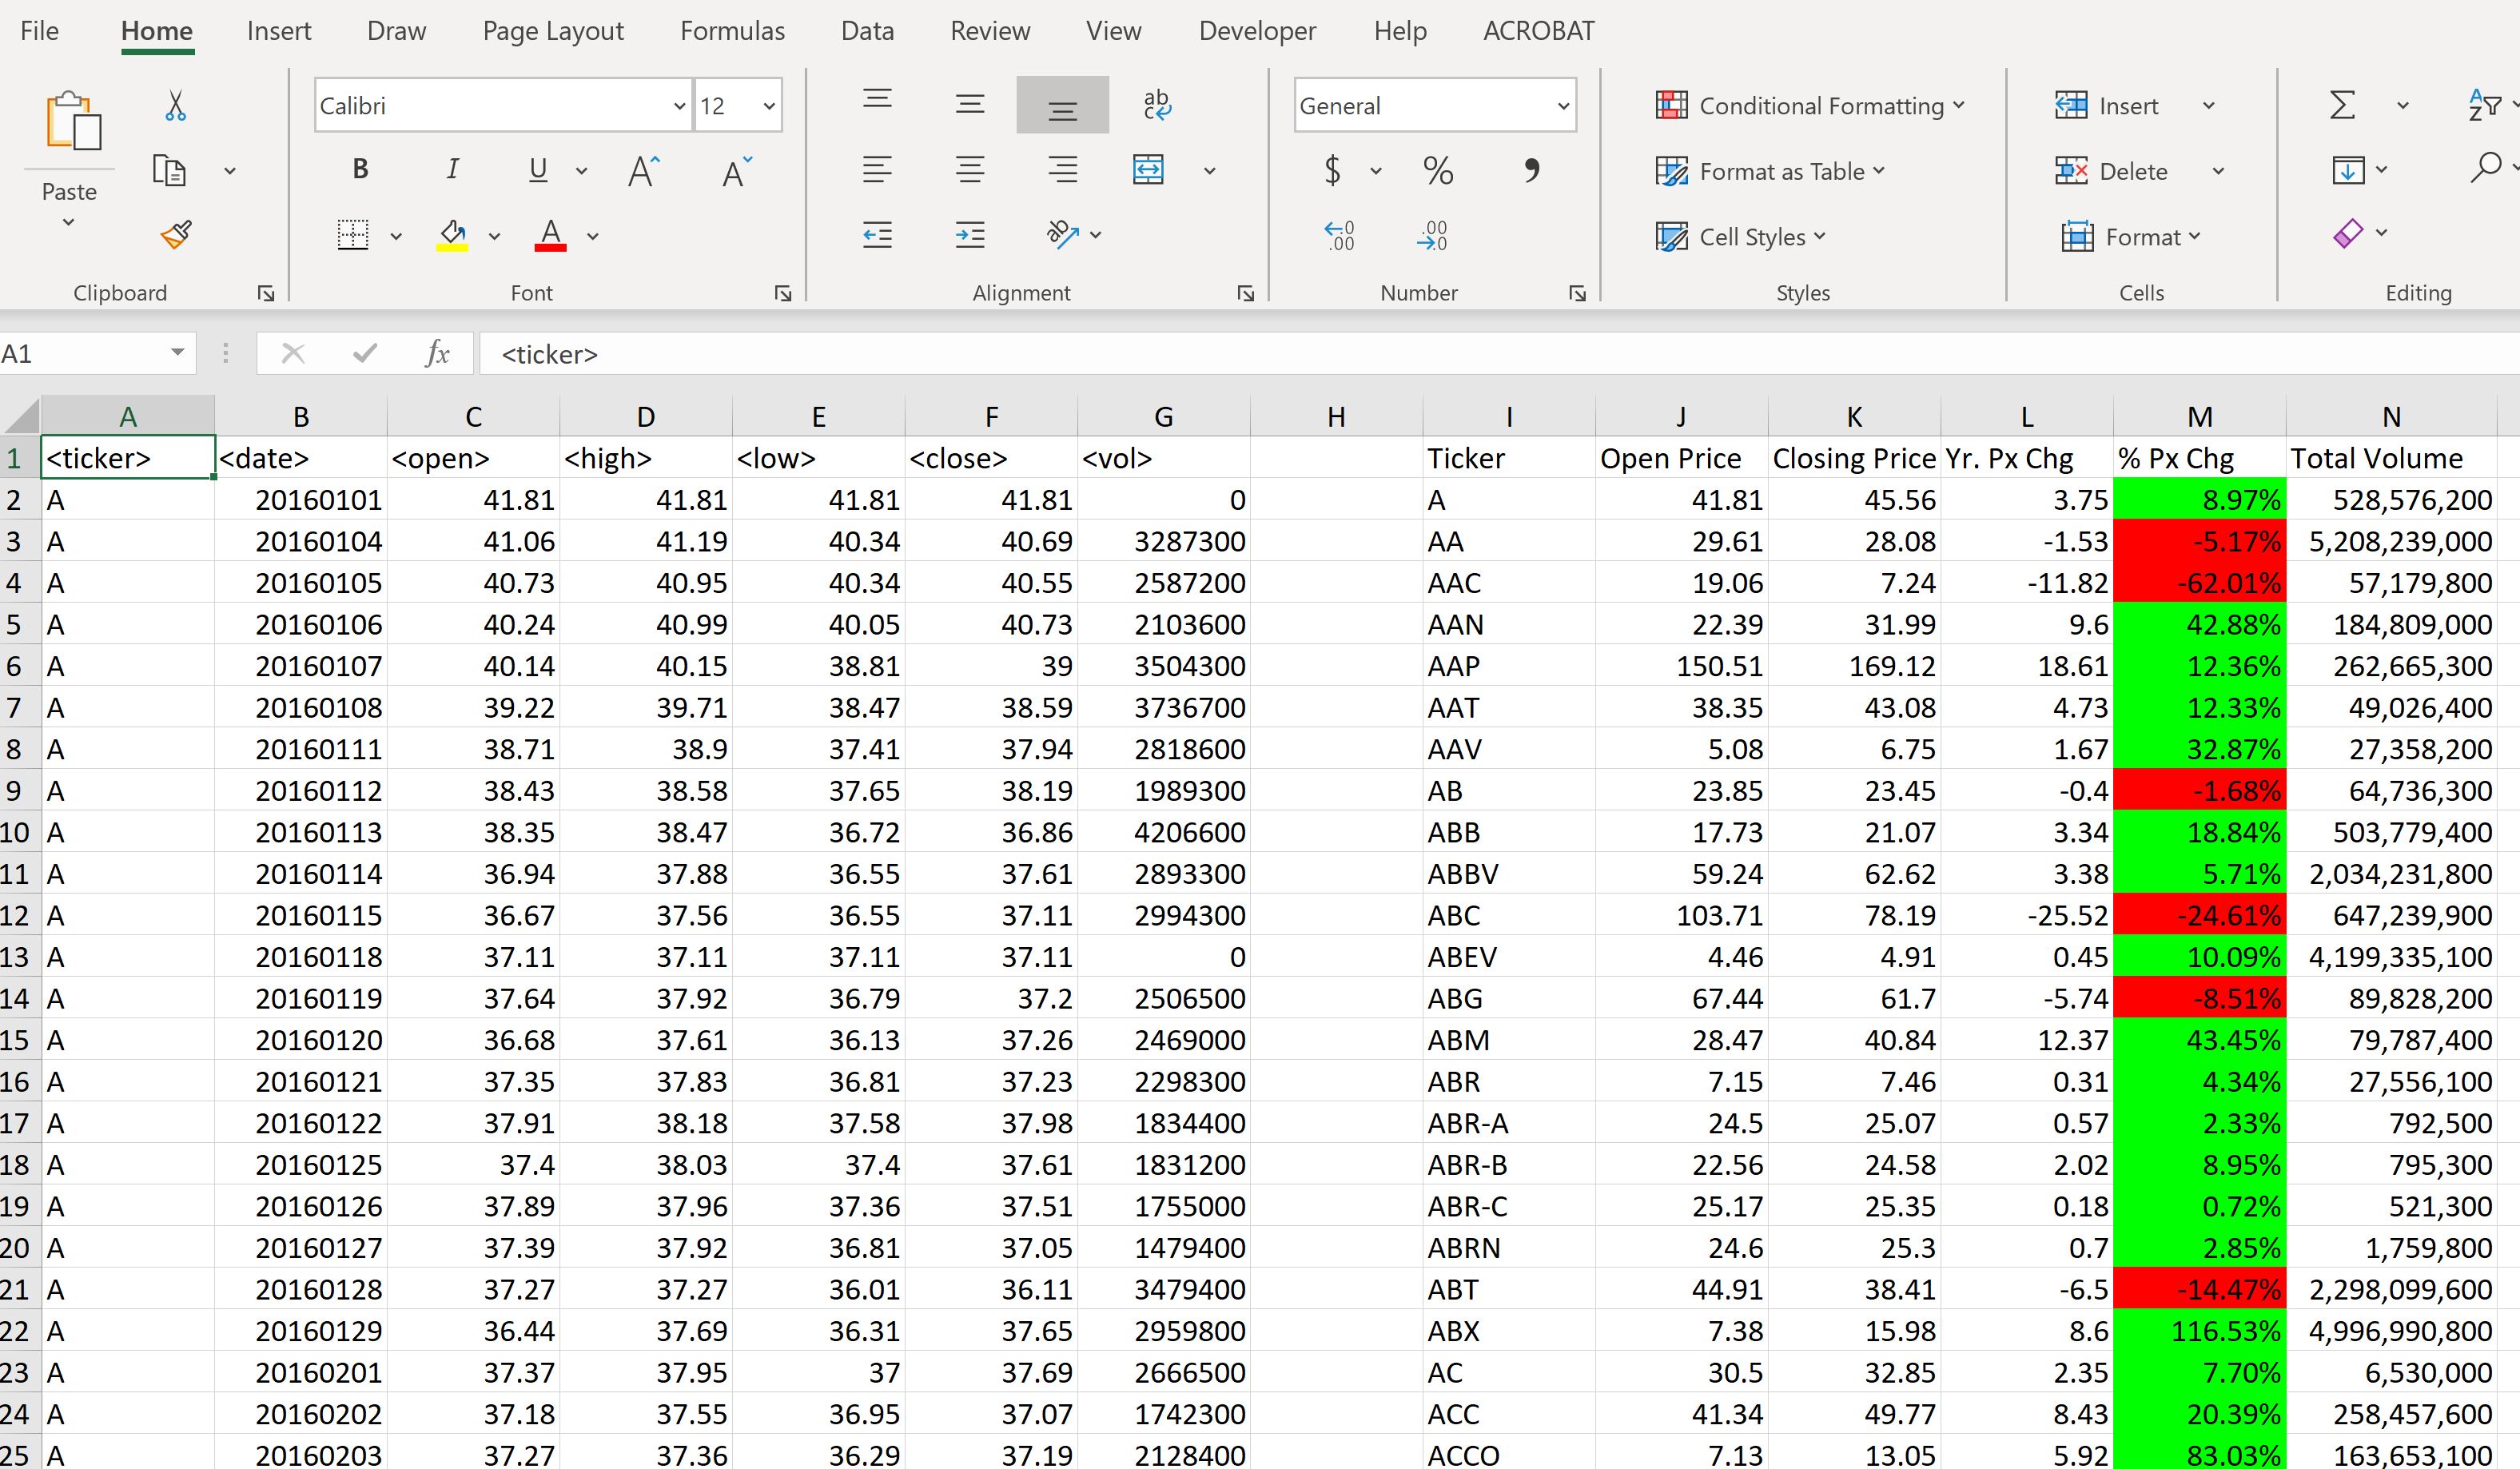 File Home Insert Draw Page Layout Formulas Data Review View Developer Help ACROBAT
Calibri 12 ab c General Conditional Formatting Insert
Paste B I U A A $ % , Format as Table Delete
A Cell Styles Format
Clipboard Font Alignment Number Styles Cells Editing
A1 fx <ticker>
A B C D E F G H I J K L M N
1 <ticker> <date> <open> <high> <low> <close> <vol> Ticker Open Price Closing Price Yr. Px Chg % Px Chg Total Volume
2 A 20160101 41.81 41.81 41.81 41.81 0 A 41.81 45.56 3.75 8.97% 528,576,200
3 A 20160104 41.06 41.19 40.34 40.69 3287300 AA 29.61 28.08 -1.53 -5.17% 5,208,239,000
4 A 20160105 40.73 40.95 40.34 40.55 2587200 AAC 19.06 7.24 -11.82 -62.01% 57,179,800
5 A 20160106 40.24 40.99 40.05 40.73 2103600 AAN 22.39 31.99 9.6 42.88% 184,809,000
6 A 20160107 40.14 40.15 38.81 39 3504300 AAP 150.51 169.12 18.61 12.36% 262,665,300
7 A 20160108 39.22 39.71 38.47 38.59 3736700 AAT 38.35 43.08 4.73 12.33% 49,026,400
8 A 20160111 38.71 38.9 37.41 37.94 2818600 AAV 5.08 6.75 1.67 32.87% 27,358,200
9 A 20160112 38.43 38.58 37.65 38.19 1989300 AB 23.85 23.45 -0.4 -1.68% 64,736,300
10 A 20160113 38.35 38.47 36.72 36.86 4206600 ABB 17.73 21.07 3.34 18.84% 503,779,400
11 A 20160114 36.94 37.88 36.55 37.61 2893300 ABBV 59.24 62.62 3.38 5.71% 2,034,231,800
12 A 20160115 36.67 37.56 36.55 37.11 2994300 ABC 103.71 78.19 -25.52 -24.61% 647,239,900
13 A 20160118 37.11 37.11 37.11 37.11 0 ABEV 4.46 4.91 0.45 10.09% 4,199,335,100
14 A 20160119 37.64 37.92 36.79 37.2 2506500 ABG 67.44 61.7 -5.74 -8.51% 89,828,200
15 A 20160120 36.68 37.61 36.13 37.26 2469000 ABM 28.47 40.84 12.37 43.45% 79,787,400
16 A 20160121 37.35 37.83 36.81 37.23 2298300 ABR 7.15 7.46 0.31 4.34% 27,556,100
17 A 20160122 37.91 38.18 37.58 37.98 1834400 ABR-A 24.5 25.07 0.57 2.33% 792,500
18 A 20160125 37.4 38.03 37.4 37.61 1831200 ABR-B 22.56 24.58 2.02 8.95% 795,300
19 A 20160126 37.89 37.96 37.36 37.51 1755000 ABR-C 25.17 25.35 0.18 0.72% 521,300
20 A 20160127 37.39 37.92 36.81 37.05 1479400 ABRN 24.6 25.3 0.7 2.85% 1,759,800
21 A 20160128 37.27 37.27 36.01 36.11 3479400 ABT 44.91 38.41 -6.5 -14.47% 2,298,099,600
22 A 20160129 36.44 37.69 36.31 37.65 2959800 ABX 7.38 15.98 8.6 116.53% 4,996,990,800
23 A 20160201 37.37 37.95 37 37.69 2666500 AC 30.5 32.85 2.35 7.70% 6,530,000
24 A 20160202 37.18 37.55 36.95 37.07 1742300 ACC 41.34 49.77 8.43 20.39% 258,457,600
25 A 20160203 37.27 37.36 36.29 37.19 2128400 ACCO 7.13 13.05 5.92 83.03% 163,653,100